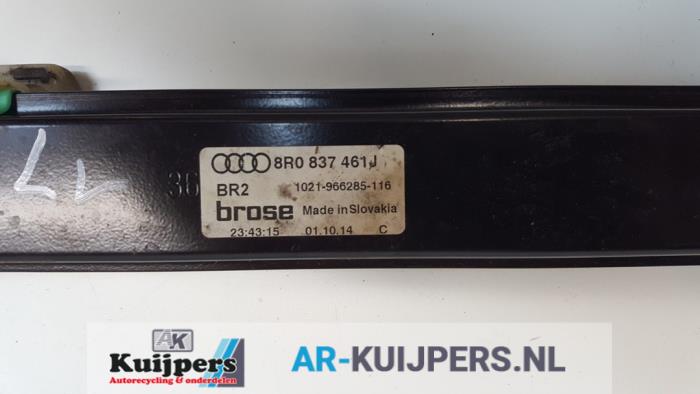 8R0 837 461J
36
BR2
1021-966285-116
brose Made in Slovakia
23:43:15 01.10.14 C
AK
Kuijpers
Autorecycling & onderdelen
AR-KUIJPERS.NL